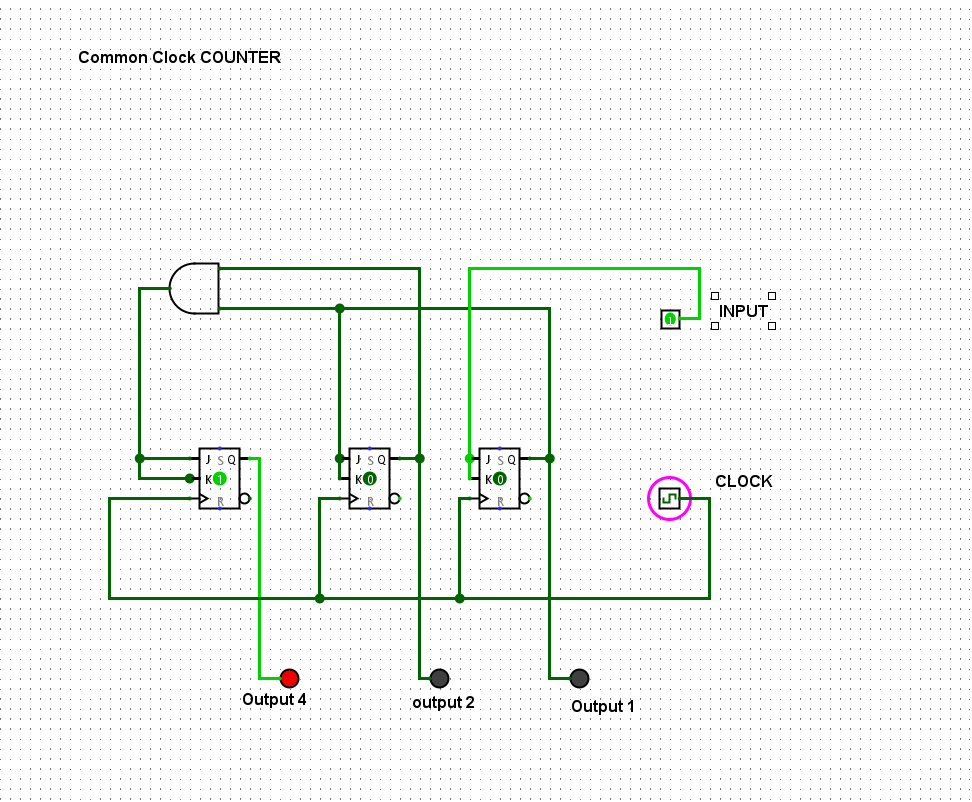 Common Clock COUNTER
1
INPUT
J S Q
K 1
R
J S Q
K 0
R
J S Q
K 0
R
CLOCK
Output 4
output 2
Output 1